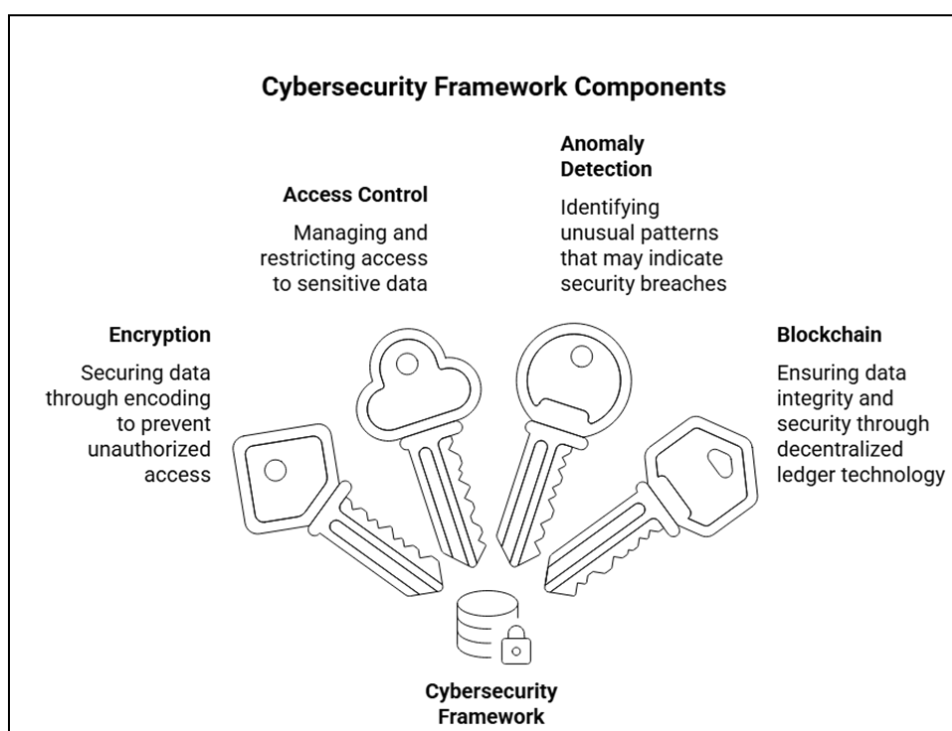 Cybersecurity Framework Components
Anomaly
Detection
Identifying
unusual patterns
that may indicate
security breaches
Access Control
Managing and
restricting access
to sensitive data
Encryption
Securing data
through encoding
to prevent
unauthorized
access
Blockchain
Ensuring data
integrity and
security through
decentralized
ledger technology
Cybersecurity
Framework